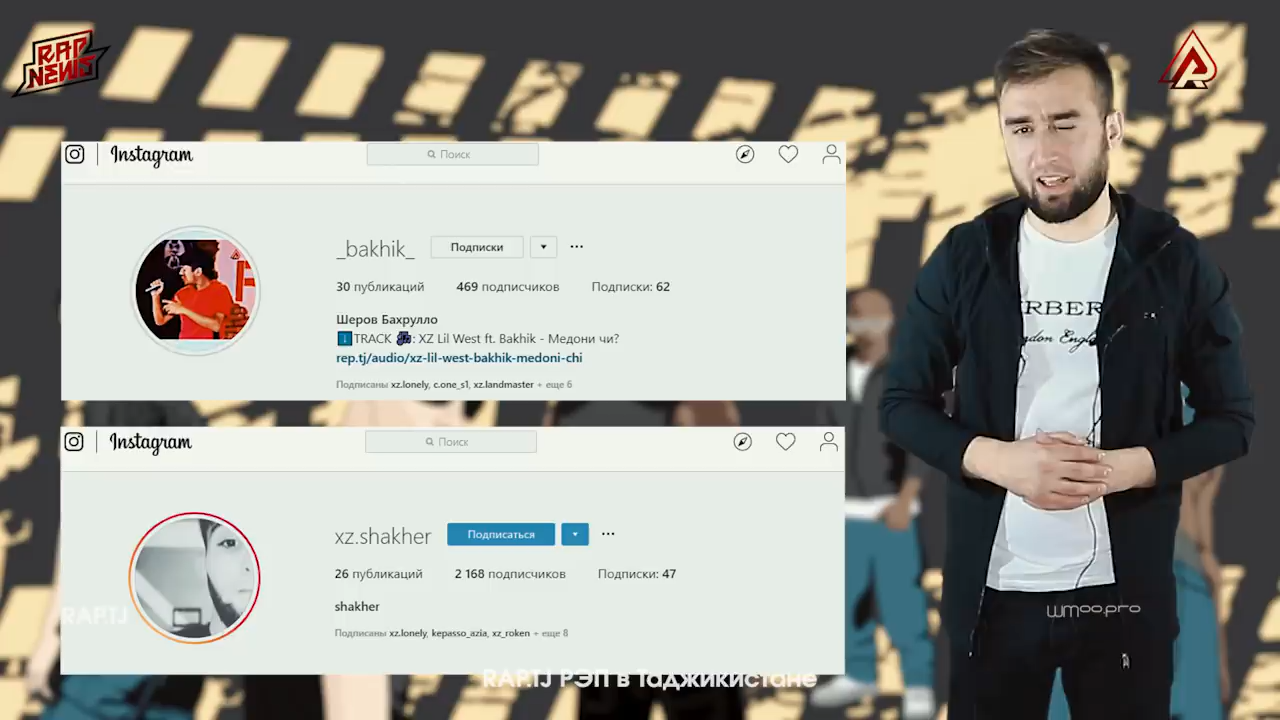 RAP
NEWS
Instagram
Поиск
_bakhik_
Подписки
30 публикаций 469 подписчиков Подписки: 62
Шеров Бахрулло
TRACK : XZ Lil West ft. Bakhik - Медони чи?
rep.tj/audio/xz-lil-west-bakhik-medoni-chi
Подписаны xz.lonely, c.one_s1, xz.landmaster + еще 6
Instagram
Поиск
xz.shakher
Подписаться
26 публикаций 2 168 подписчиков Подписки: 47
shakher
Подписаны xz.lonely, kepasso_azia, xz_roken + еще 8
RBER
don Engl
wmoo.pro
RAP.TJ
RAP.TJ РЭП в Таджикистане